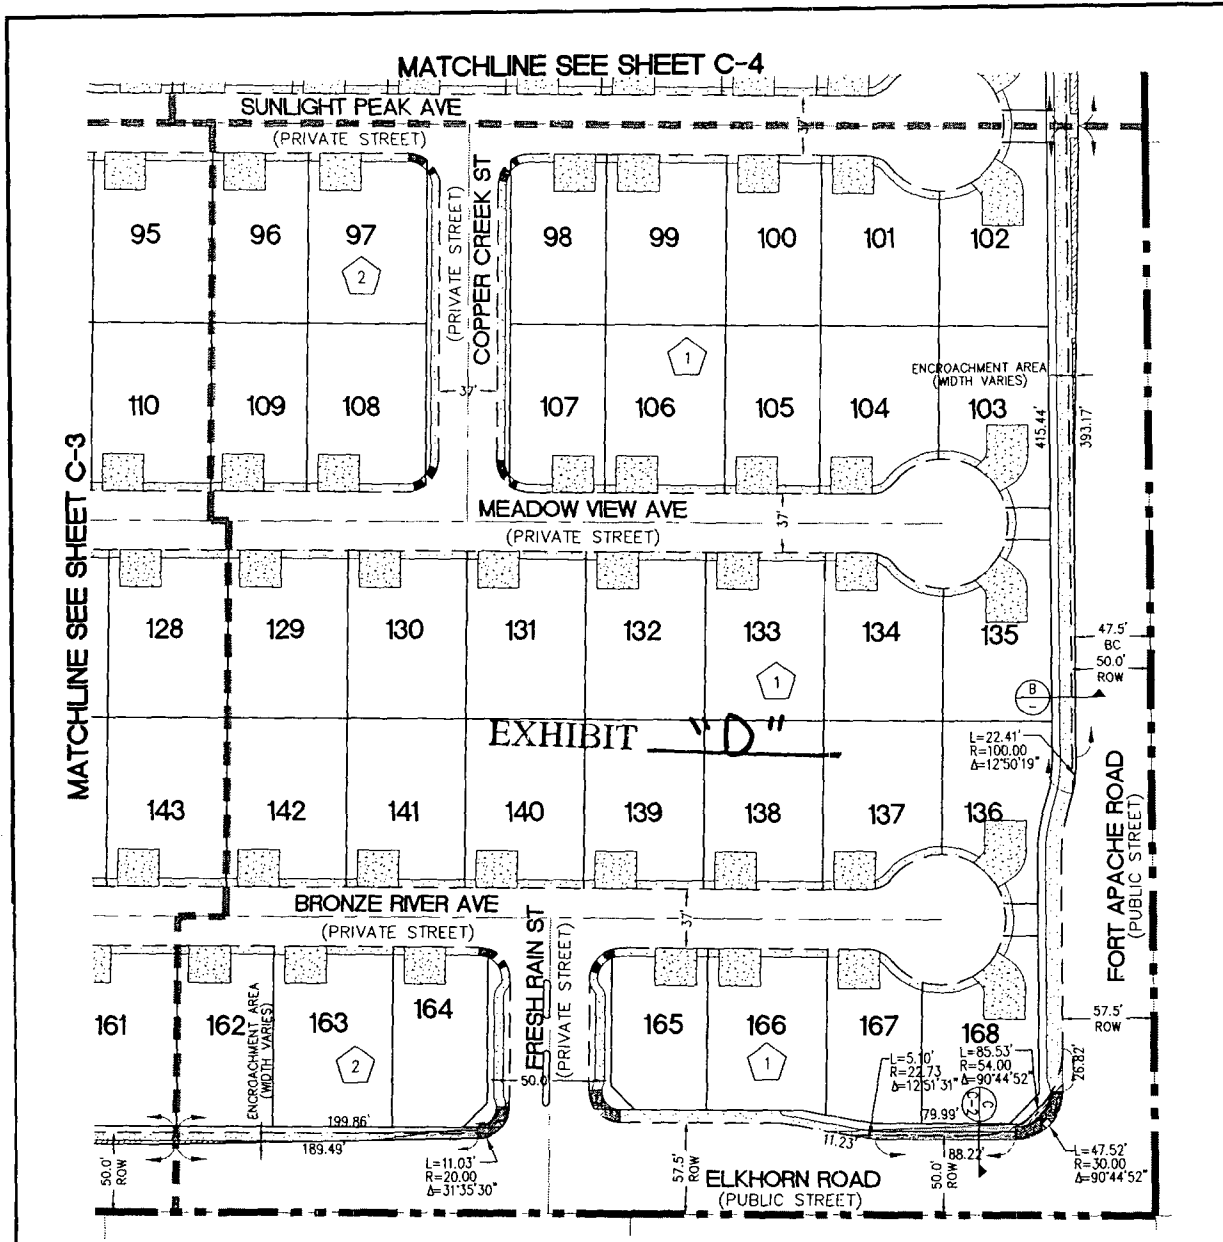 MATCHLINE SEE SHEET C-4
SUNLIGHT PEAK AVE
(PRIVATE STREET)
37'
COPPER CREEK ST
(PRIVATE STREET)
95
96
97
98
99
100
101
102
2
1
ENCROACHMENT AREA
(WIDTH VARIES)
37'
110
109
108
107
106
105
104
103
415.44'
393.17'
MATCHLINE SEE SHEET C-3
MEADOW VIEW AVE
(PRIVATE STREET)
37'
128
129
130
131
132
133
134
135
47.5'
BC
50.0'
ROW
1
B
EXHIBIT "D"
L=22.41'
R=100.00
Δ=12°50'19"
FORT APACHE ROAD
(PUBLIC STREET)
143
142
141
140
139
138
137
136
BRONZE RIVER AVE
(PRIVATE STREET)
37'
FRESH RAIN ST
(PRIVATE STREET)
161
162
163
164
165
166
167
168
57.5'
ROW
ENCROACHMENT AREA
(WIDTH VARIES)
2
1
50.0'
L=5.10'
R=22.73
Δ=12°51'31"
L=85.53'
R=54.00
Δ=90°44'52"
26.82'
C
C-2
199.86'
189.49'
79.99'
11.23'
88.22'
50.0'
ROW
L=11.03'
R=20.00
Δ=31°35'30"
57.5'
ROW
ELKHORN ROAD
(PUBLIC STREET)
50.0'
ROW
L=47.52'
R=30.00
Δ=90°44'52"